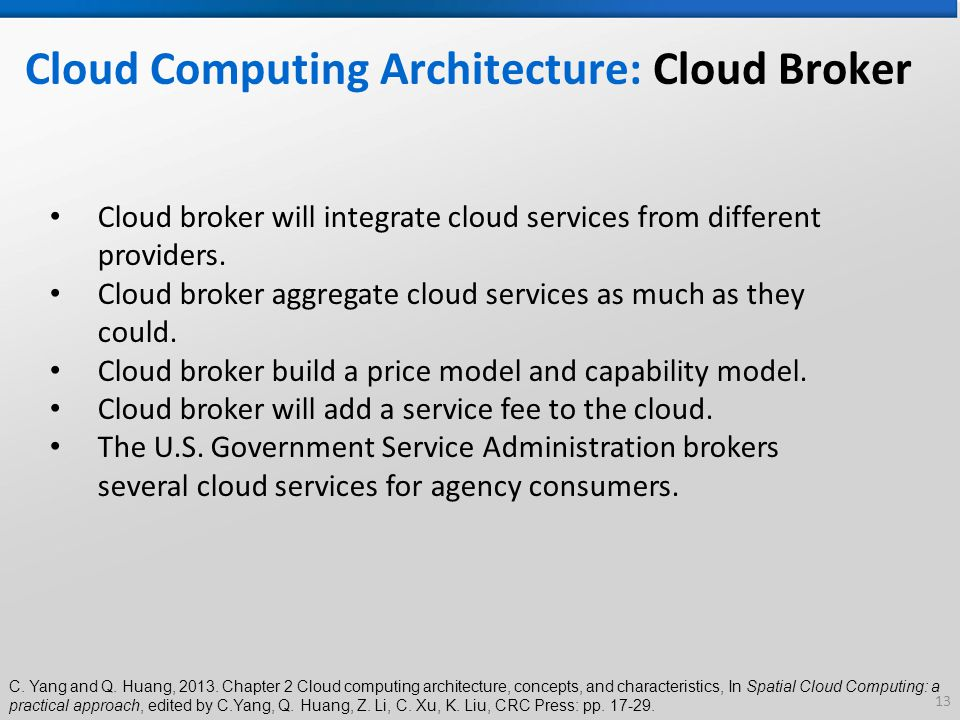 Cloud Computing Architecture: Cloud Broker
• Cloud broker will integrate cloud services from different
providers.
• Cloud broker aggregate cloud services as much as they
could.
• Cloud broker build a price model and capability model.
• Cloud broker will add a service fee to the cloud.
• The U.S. Government Service Administration brokers
several cloud services for agency consumers.
C. Yang and Q. Huang, 2013. Chapter 2 Cloud computing architecture, concepts, and characteristics, In Spatial Cloud Computing: a
practical approach, edited by C.Yang, Q. Huang, Z. Li, C. Xu, K. Liu, CRC Press: pp. 17-29.
13